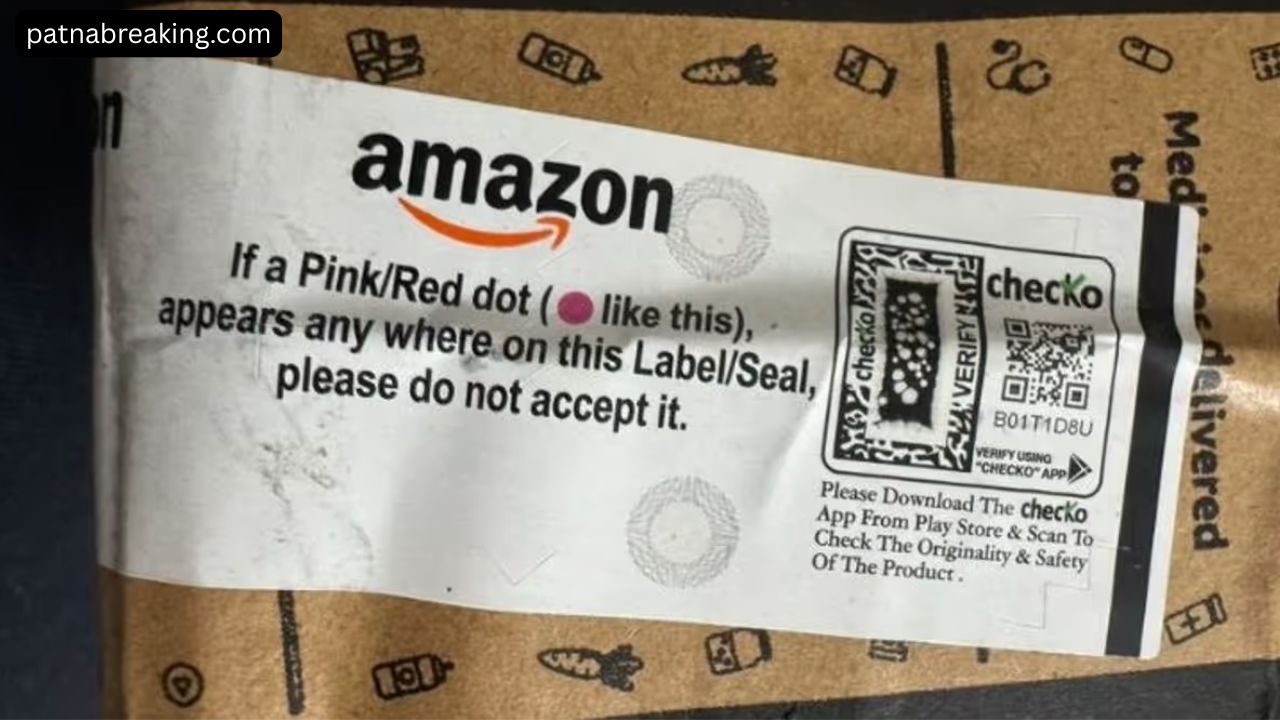 patnabreaking.com
amazon
If a Pink/Red dot ( like this),
appears any where on this Label/Seal,
please do not accept it.
checKo
checKo
VERIFY
B01T1D8U
VERIFY USING
"CHECKO" APP
Please Download The checKo
App From Play Store & Scan To
Check The Originality & Safety
Of The Product .
to
delivered